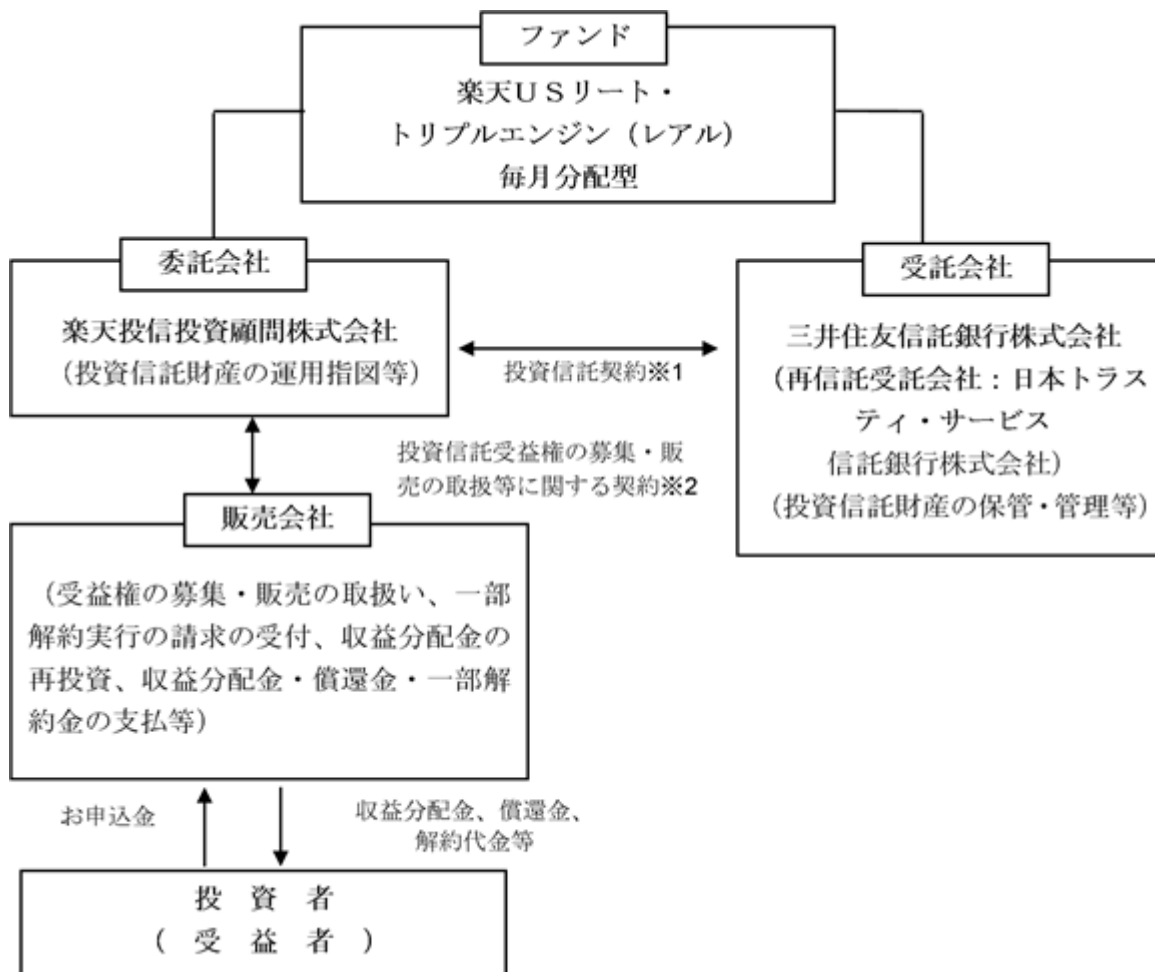 ファンド
楽天ＵＳリート・
トリプルエンジン（レアル）
毎月分配型
委託会社
楽天投信投資顧問株式会社
（投資信託財産の運用指図等）
投資信託契約※1
受託会社
三井住友信託銀行株式会社
（再信託受託会社：日本トラス
ティ・サービス
信託銀行株式会社）
（投資信託財産の保管・管理等）
投資信託受益権の募集・販
売の取扱等に関する契約※2
販売会社
（受益権の募集・販売の取扱い、一部
解約実行の請求の受付、収益分配金の
再投資、収益分配金・償還金・一部解
約金の支払等）
お申込金
収益分配金、償還金、
解約代金等
投　資　者
（　受　益　者　）